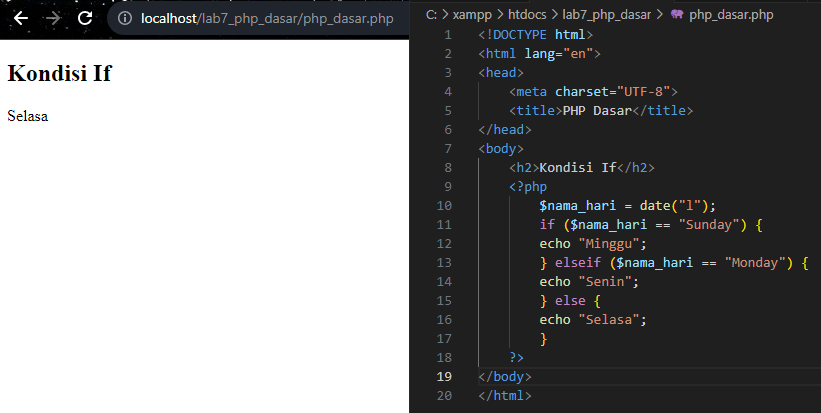 localhost/lab7_php_dasar/php_dasar.php
Kondisi If
Selasa
C: > xampp > htdocs > lab7_php_dasar > php_dasar.php
1 <!DOCTYPE html>
2 <html lang="en">
3 <head>
4 <meta charset="UTF-8">
5 <title>PHP Dasar</title>
6 </head>
7 <body>
8 <h2>Kondisi If</h2>
9 <?php
10 $nama_hari = date("l");
11 if ($nama_hari == "Sunday") {
12 echo "Minggu";
13 } elseif ($nama_hari == "Monday") {
14 echo "Senin";
15 } else {
16 echo "Selasa";
17 }
18 ?>
19 </body>
20 </html>